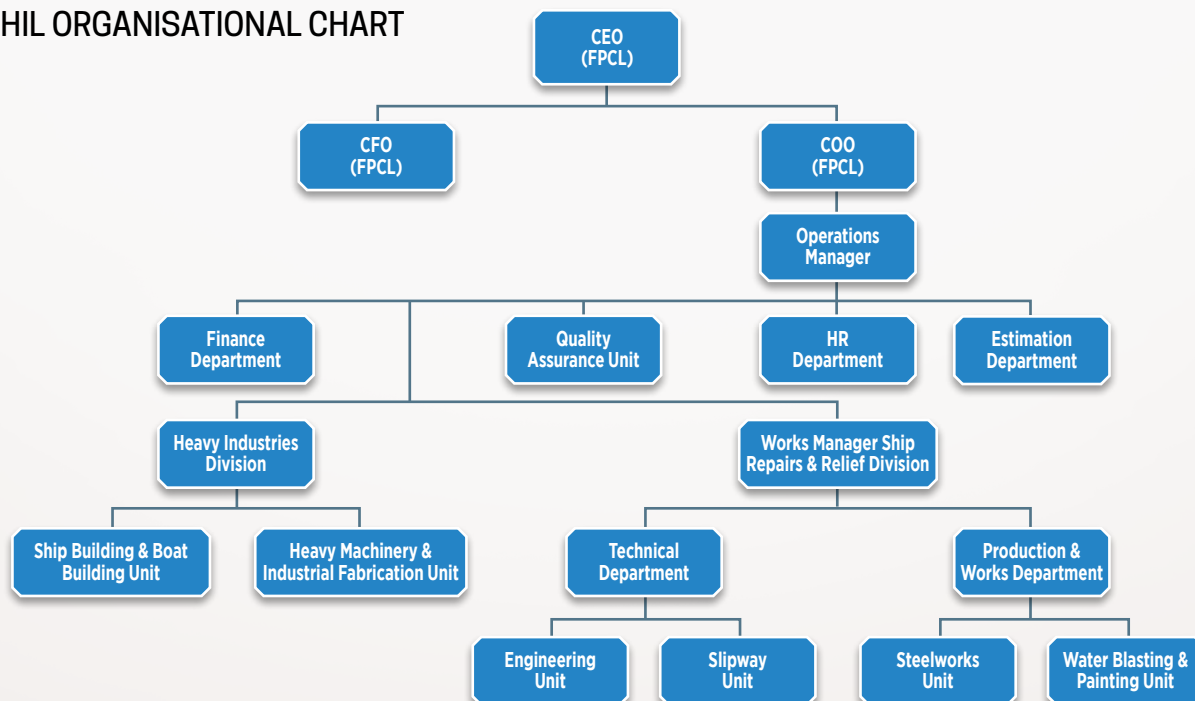 HIL ORGANISATIONAL CHART
CEO
(FPCL)
CFO
(FPCL)
COO
(FPCL)
Operations
Manager
Finance
Department
Quality
Assurance Unit
HR
Department
Estimation
Department
Heavy Industries
Division
Works Manager Ship
Repairs & Relief Division
Ship Building & Boat
Building Unit
Heavy Machinery &
Industrial Fabrication Unit
Technical
Department
Production &
Works Department
Engineering
Unit
Slipway
Unit
Steelworks
Unit
Water Blasting &
Painting Unit